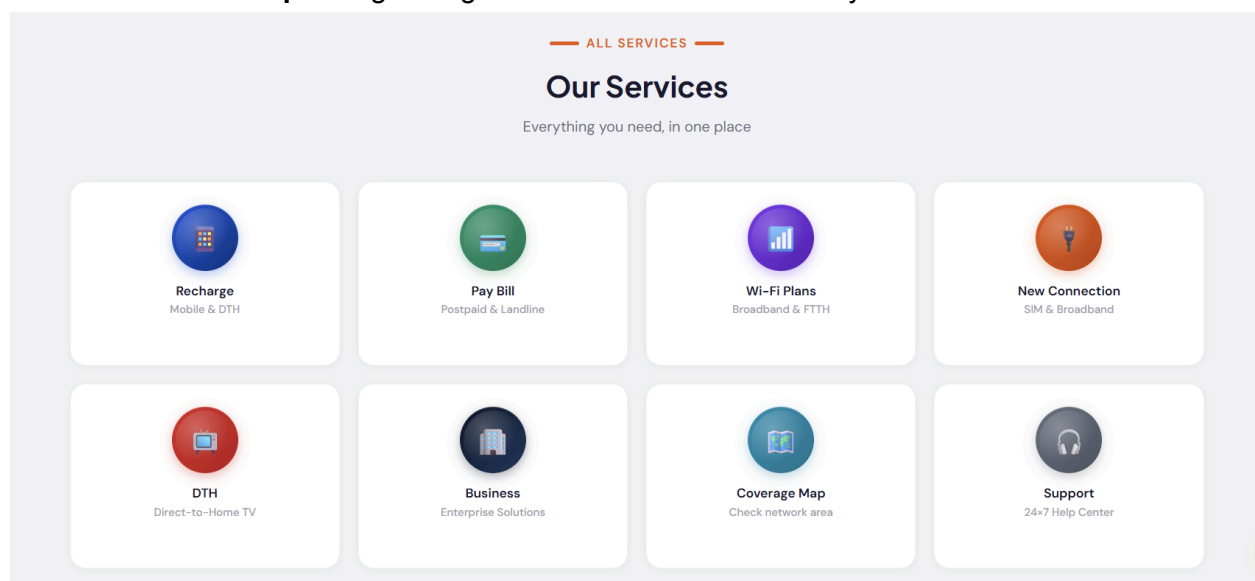 ALL SERVICES
Our Services
Everything you need, in one place
Recharge
Mobile & DTH
Pay Bill
Postpaid & Landline
Wi-Fi Plans
Broadband & FTTH
New Connection
SIM & Broadband
DTH
Direct-to-Home TV
Business
Enterprise Solutions
Coverage Map
Check network area
Support
24×7 Help Center